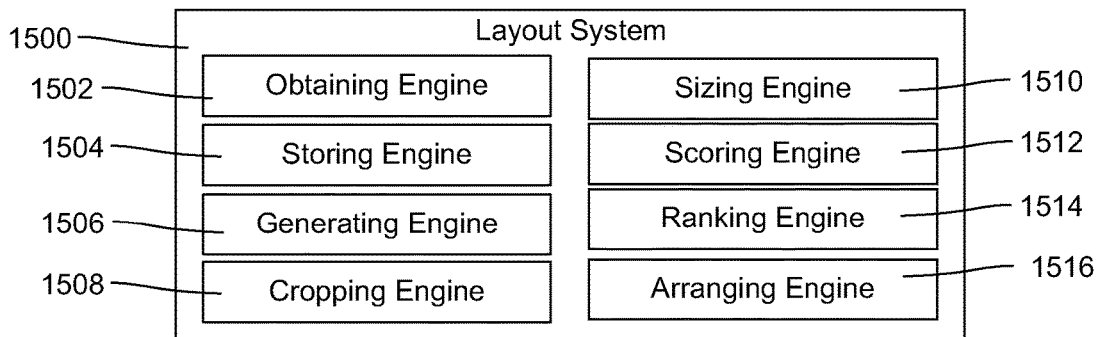 Layout System
1500
1502
Obtaining Engine
Sizing Engine
1510
1504
Storing Engine
Scoring Engine
1512
1506
Generating Engine
Ranking Engine
1514
1508
Cropping Engine
Arranging Engine
1516